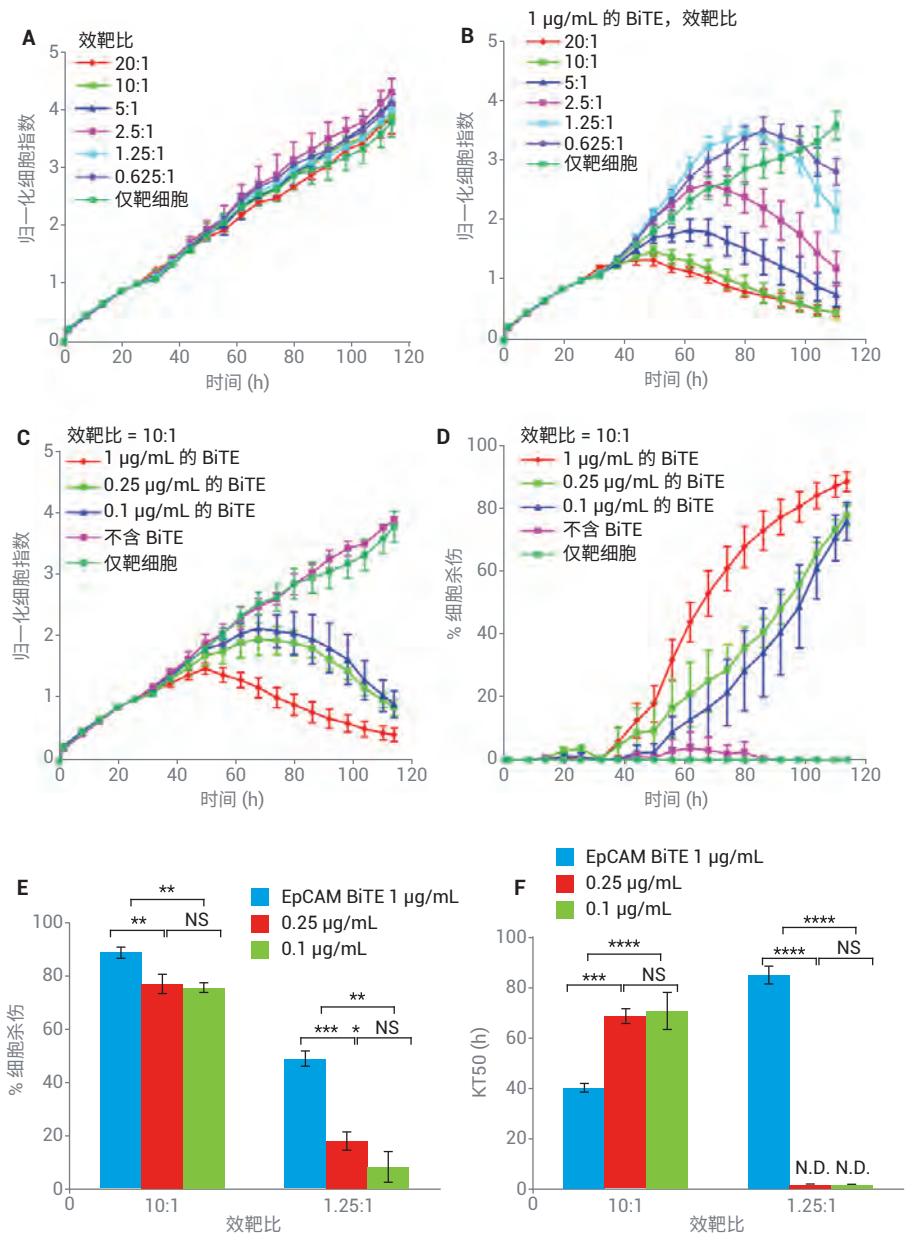 A
效靶比
20:1
10:1
5:1
2.5:1
1.25:1
0.625:1
仅靶细胞
归一化细胞指数
5
4
3
2
1
0
0 20 40 60 80 100 120
时间 (h)
B
1 µg/mL 的 BiTE，效靶比
20:1
10:1
5:1
2.5:1
1.25:1
0.625:1
仅靶细胞
归一化细胞指数
5
4
3
2
1
0
0 20 40 60 80 100 120
时间 (h)
C
效靶比 = 10:1
1 µg/mL 的 BiTE
0.25 µg/mL 的 BiTE
0.1 µg/mL 的 BiTE
不含 BiTE
仅靶细胞
归一化细胞指数
5
4
3
2
1
0
0 20 40 60 80 100 120
时间 (h)
D
效靶比 = 10:1
1 µg/mL 的 BiTE
0.25 µg/mL 的 BiTE
0.1 µg/mL 的 BiTE
不含 BiTE
仅靶细胞
% 细胞杀伤
100
80
60
40
20
0
0 20 40 60 80 100 120
时间 (h)
E
EpCAM BiTE 1 µg/mL
0.25 µg/mL
0.1 µg/mL
**
** NS
**
*** * NS
% 细胞杀伤
100
80
60
40
20
0
0 10:1 1.25:1
效靶比
F
EpCAM BiTE 1 µg/mL
0.25 µg/mL
0.1 µg/mL
****
*** NS
****
**** NS
N.D. N.D.
KT50 (h)
100
80
60
40
20
0
0 10:1 1.25:1
效靶比